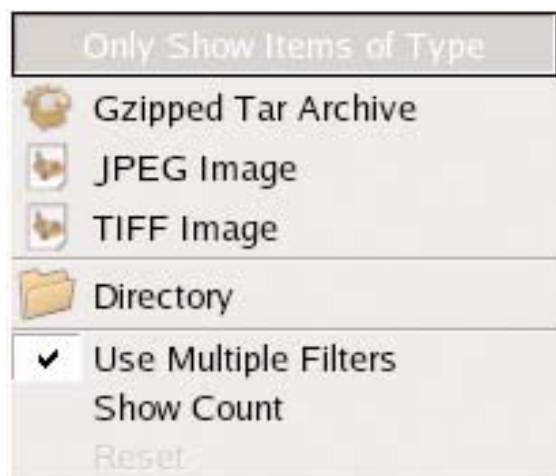 Only Show Items of Type
Gzipped Tar Archive
JPEG Image
TIFF Image
Directory
Use Multiple Filters
Show Count
Reset